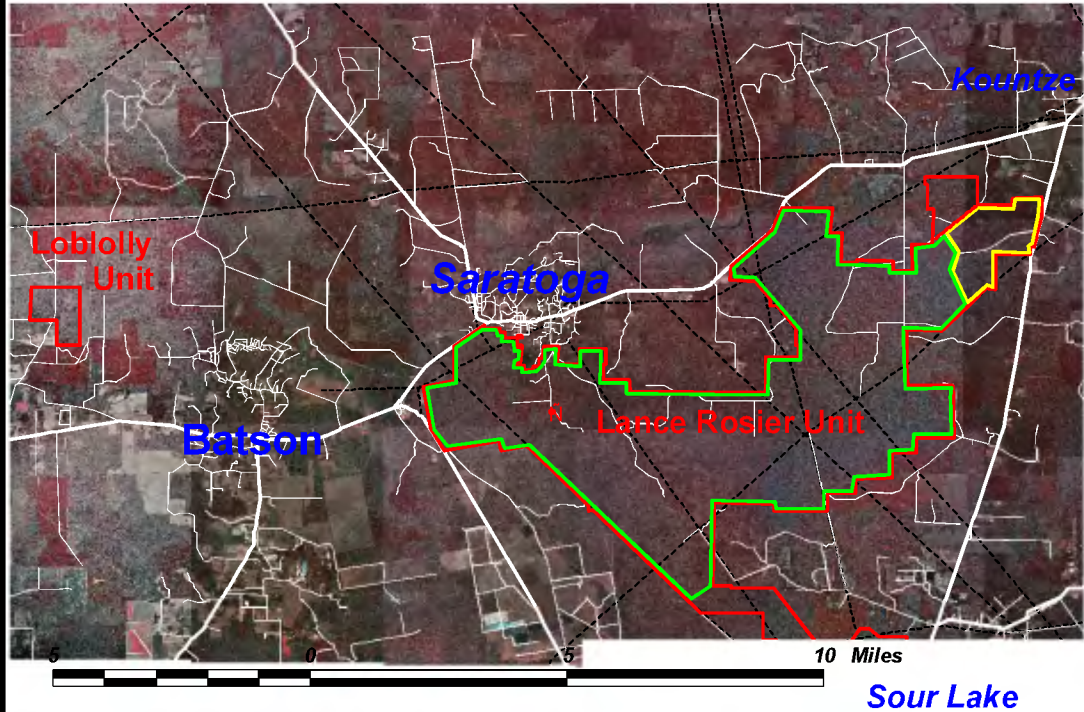 Kountze
Loblolly
Unit
Saratoga
Lance Rosier Unit
Batson
5 0 5 10 Miles
Sour Lake